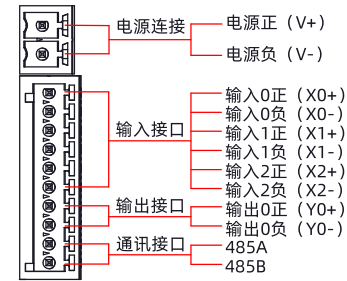 电源连接
电源正（V+）
电源负（V-）
输入接口
输入0正（X0+）
输入0负（X0-）
输入1正（X1+）
输入1负（X1-）
输入2正（X2+）
输入2负（X2-）
输出接口
输出0正（Y0+）
输出0负（Y0-）
通讯接口
485A
485B